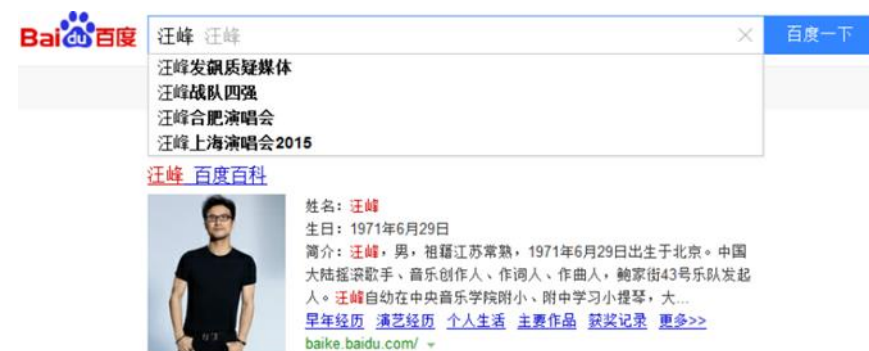 Bai du 百度 汪峰 汪峰 × 百度一下
汪峰发飙质疑媒体
汪峰战队四强
汪峰合肥演唱会
汪峰上海演唱会2015
汪峰_百度百科
姓名：汪峰
生日：1971年6月29日
简介：汪峰，男，祖籍江苏常熟，1971年6月29日出生于北京。中国
大陆摇滚歌手、音乐创作人、作词人、作曲人，鲍家街43号乐队发起
人。汪峰自幼在中央音乐学院附小、附中学习小提琴，大...
早年经历 演艺经历 个人生活 主要作品 获奖记录 更多>>
baike.baidu.com/